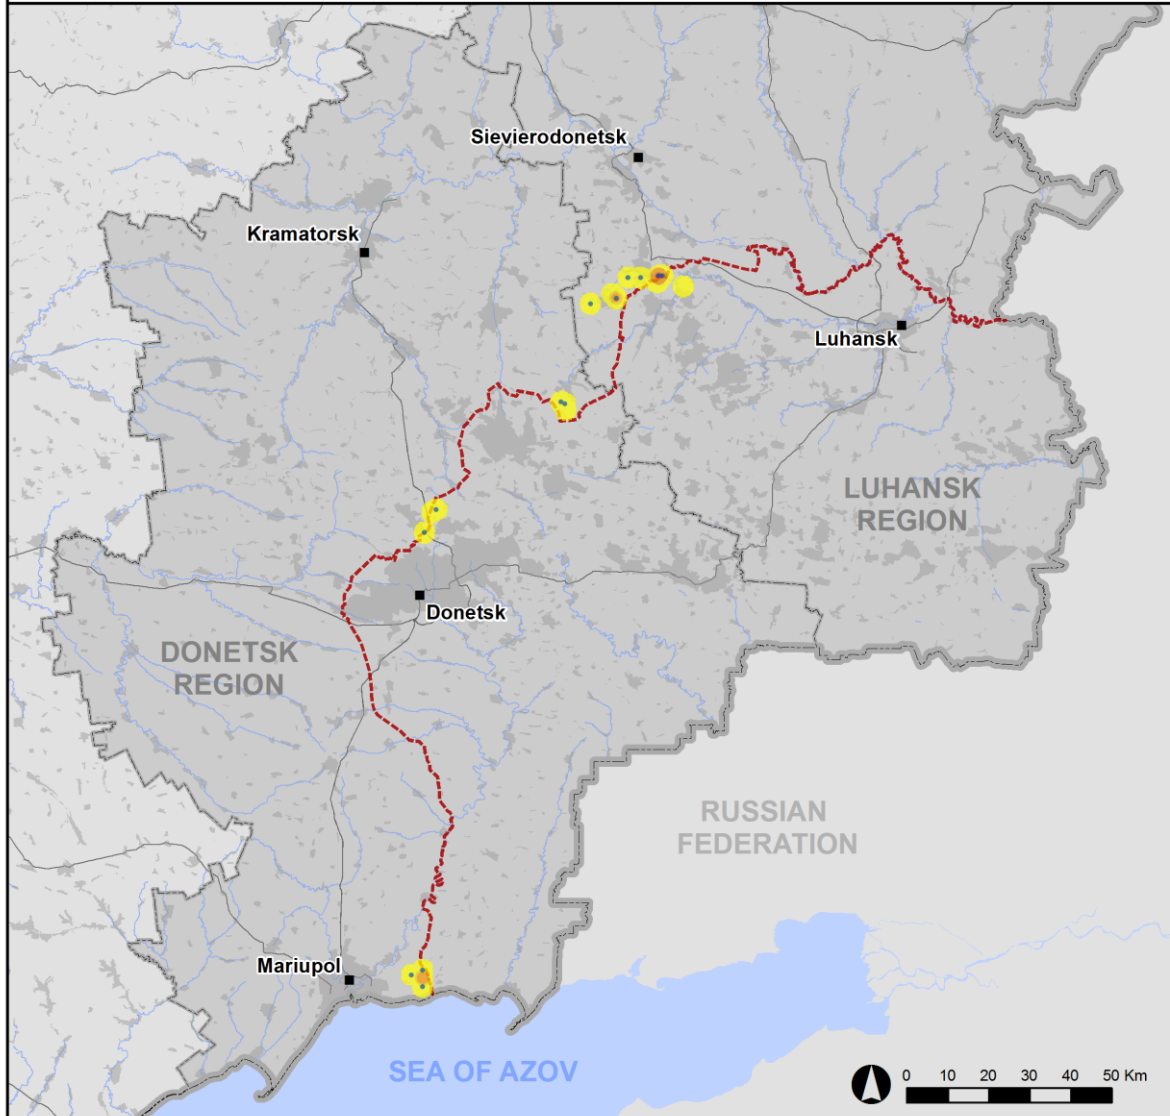 Sievierodonetsk
Kramatorsk
Luhansk
LUHANSK
REGION
Donetsk
DONETSK
REGION
RUSSIAN
FEDERATION
Mariupol
SEA OF AZOV
0 10 20 30 40 50 Km